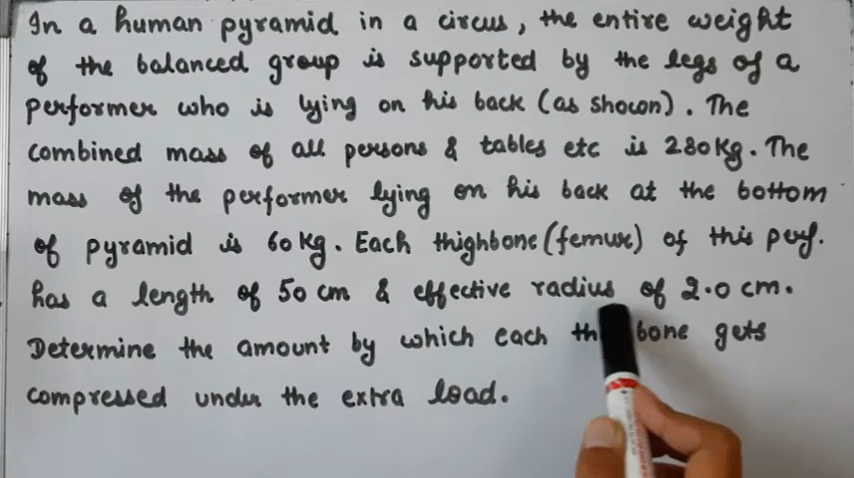 In a human pyramid in a circus, the entire weight
of the balanced group is supported by the legs of a
performer who is lying on his back (as shown). The
combined mass of all persons & tables etc is 280kg. The
mass of the performer lying on his back at the bottom
of pyramid is 60kg. Each thighbone (femur) of this perf.
has a length of 50 cm & effective radius of 2.0 cm.
Determine the amount by which each th bone gets
compressed under the extra load.